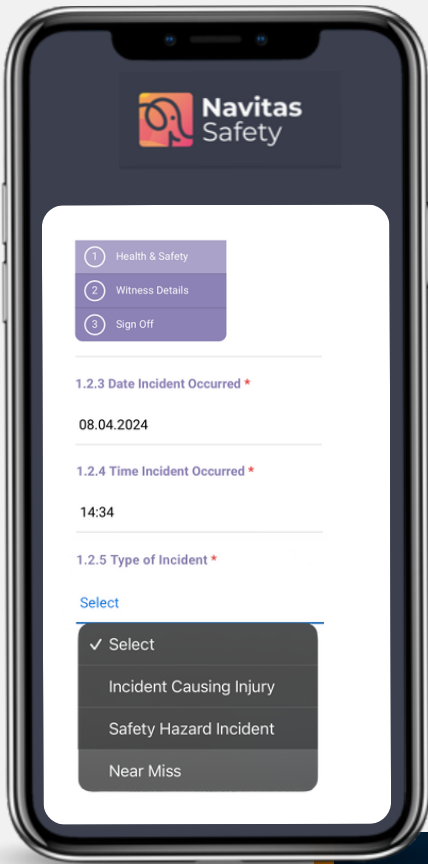 Navitas
Safety
1 Health & Safety
2 Witness Details
3 Sign Off
1.2.3 Date Incident Occurred *
08.04.2024
1.2.4 Time Incident Occurred *
14:34
1.2.5 Type of Incident *
Select
✓ Select
Incident Causing Injury
Safety Hazard Incident
Near Miss